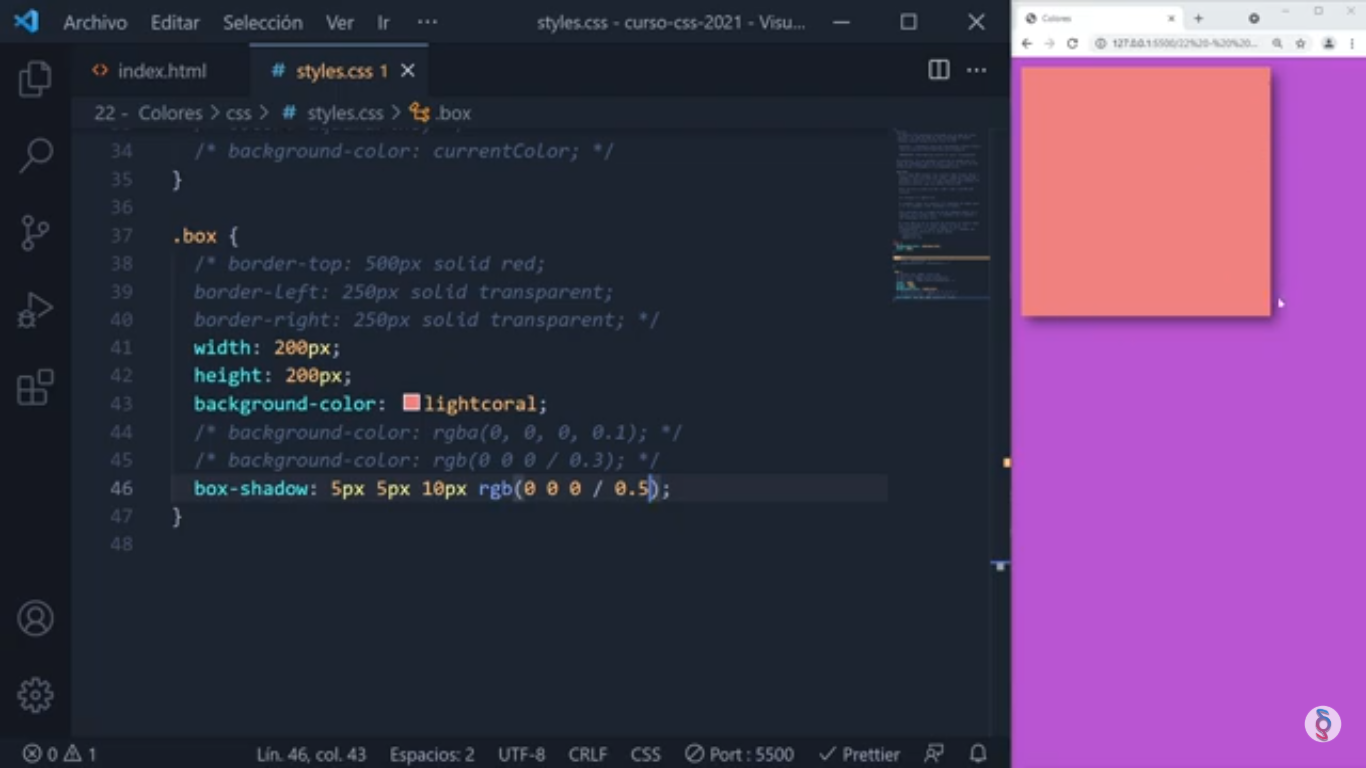 Archivo Editar Selección Ver Ir ··· styles.css - curso-css-2021 - Visu...
index.html # styles.css 1
22 - Colores > css > # styles.css > .box
34 /* background-color: currentColor; */
35 }
36
37 .box {
38 /* border-top: 500px solid red;
39 border-left: 250px solid transparent;
40 border-right: 250px solid transparent; */
41 width: 200px;
42 height: 200px;
43 background-color: lightcoral;
44 /* background-color: rgba(0, 0, 0, 0.1); */
45 /* background-color: rgb(0 0 0 / 0.3); */
46 box-shadow: 5px 5px 10px rgb(0 0 0 / 0.5);
47 }
48
0 1 Lín. 46, col. 43 Espacios: 2 UTF-8 CRLF CSS Port : 5500 Prettier
Colores
127.0.0.1:5500/22%20-%20%20...